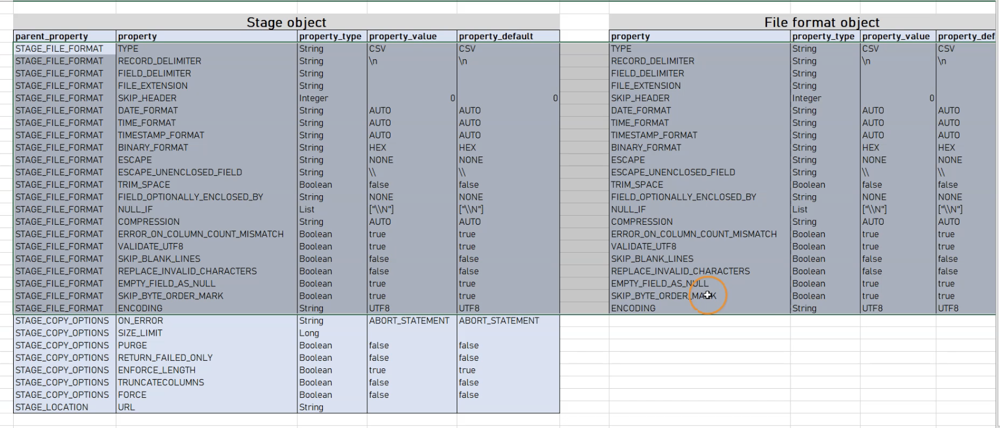 Stage object File format object
parent_property property property_type property_value property_default property property_type property_value property_def
STAGE_FILE_FORMAT TYPE String CSV CSV TYPE String CSV CSV
STAGE_FILE_FORMAT RECORD_DELIMITER String \n \n RECORD_DELIMITER String \n \n
STAGE_FILE_FORMAT FIELD_DELIMITER String FIELD_DELIMITER String
STAGE_FILE_FORMAT FILE_EXTENSION String FILE_EXTENSION String
STAGE_FILE_FORMAT SKIP_HEADER Integer 0 0 SKIP_HEADER Integer 0
STAGE_FILE_FORMAT DATE_FORMAT String AUTO AUTO DATE_FORMAT String AUTO AUTO
STAGE_FILE_FORMAT TIME_FORMAT String AUTO AUTO TIME_FORMAT String AUTO AUTO
STAGE_FILE_FORMAT TIMESTAMP_FORMAT String AUTO AUTO TIMESTAMP_FORMAT String AUTO AUTO
STAGE_FILE_FORMAT BINARY_FORMAT String HEX HEX BINARY_FORMAT String HEX HEX
STAGE_FILE_FORMAT ESCAPE String NONE NONE ESCAPE String NONE NONE
STAGE_FILE_FORMAT ESCAPE_UNENCLOSED_FIELD String \\ \\ ESCAPE_UNENCLOSED_FIELD String \\ \\
STAGE_FILE_FORMAT TRIM_SPACE Boolean false false TRIM_SPACE Boolean false false
STAGE_FILE_FORMAT FIELD_OPTIONALLY_ENCLOSED_BY String NONE NONE FIELD_OPTIONALLY_ENCLOSED_BY String NONE NONE
STAGE_FILE_FORMAT NULL_IF List ["\\N"] ["\\N"] NULL_IF List ["\\N"] ["\\N"]
STAGE_FILE_FORMAT COMPRESSION String AUTO AUTO COMPRESSION String AUTO AUTO
STAGE_FILE_FORMAT ERROR_ON_COLUMN_COUNT_MISMATCH Boolean true true ERROR_ON_COLUMN_COUNT_MISMATCH Boolean true true
STAGE_FILE_FORMAT VALIDATE_UTF8 Boolean true true VALIDATE_UTF8 Boolean true true
STAGE_FILE_FORMAT SKIP_BLANK_LINES Boolean false false SKIP_BLANK_LINES Boolean false false
STAGE_FILE_FORMAT REPLACE_INVALID_CHARACTERS Boolean false false REPLACE_INVALID_CHARACTERS Boolean false false
STAGE_FILE_FORMAT EMPTY_FIELD_AS_NULL Boolean true true EMPTY_FIELD_AS_NULL Boolean true true
STAGE_FILE_FORMAT SKIP_BYTE_ORDER_MARK Boolean true true SKIP_BYTE_ORDER_MARK Boolean true true
STAGE_FILE_FORMAT ENCODING String UTF8 UTF8 ENCODING String UTF8 UTF8
STAGE_COPY_OPTIONS ON_ERROR String ABORT_STATEMENT ABORT_STATEMENT
STAGE_COPY_OPTIONS SIZE_LIMIT Long
STAGE_COPY_OPTIONS PURGE Boolean false false
STAGE_COPY_OPTIONS RETURN_FAILED_ONLY Boolean false false
STAGE_COPY_OPTIONS ENFORCE_LENGTH Boolean true true
STAGE_COPY_OPTIONS TRUNCATECOLUMNS Boolean false false
STAGE_COPY_OPTIONS FORCE Boolean false false
STAGE_LOCATION URL String